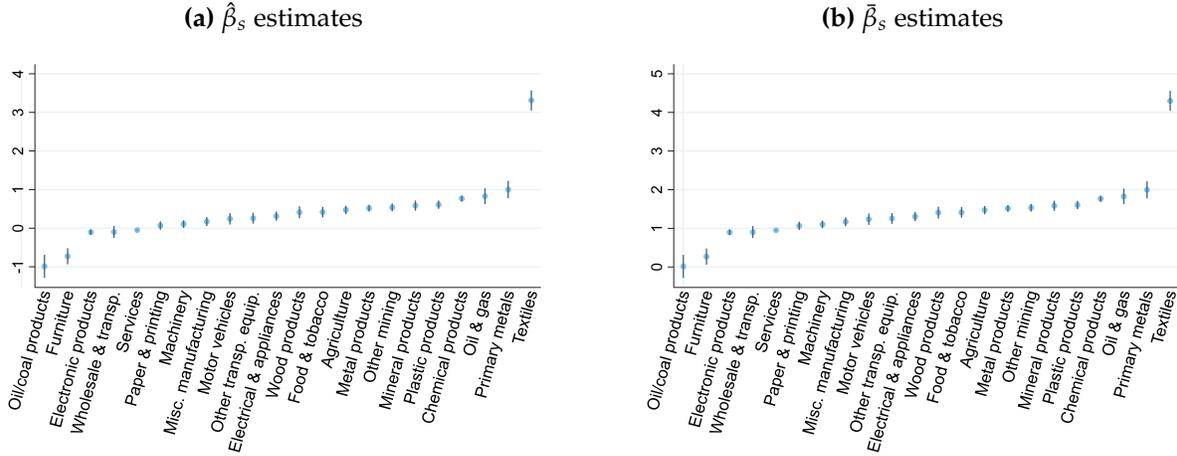 (a) β̂ₛ estimates
4
3
2
1
0
-1
Oil/coal products
Furniture
Electronic products
Wholesale & transp.
Services
Paper & printing
Machinery
Misc. manufacturing
Motor vehicles
Other transp. equip.
Electrical & appliances
Wood products
Food & tobacco
Agriculture
Metal products
Other mining
Mineral products
Plastic products
Chemical products
Oil & gas
Primary metals
Textiles
(b) β̄ₛ estimates
5
4
3
2
1
0
Oil/coal products
Furniture
Electronic products
Wholesale & transp.
Services
Paper & printing
Machinery
Misc. manufacturing
Motor vehicles
Other transp. equip.
Electrical & appliances
Wood products
Food & tobacco
Agriculture
Metal products
Other mining
Mineral products
Plastic products
Chemical products
Oil & gas
Primary metals
Textiles